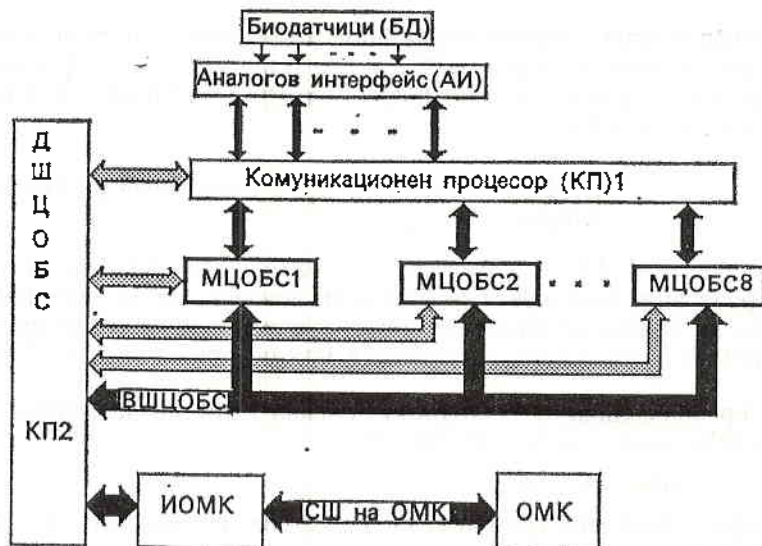 Биодатчици (БД)
Аналогов интерфейс (АИ)
ДШЦОБС
Комуникационен процесор (КП)1
МЦОБС1
МЦОБС2
МЦОБС8
ВШЦОБС
КП2
ИОМК
СШ на ОМК
ОМК